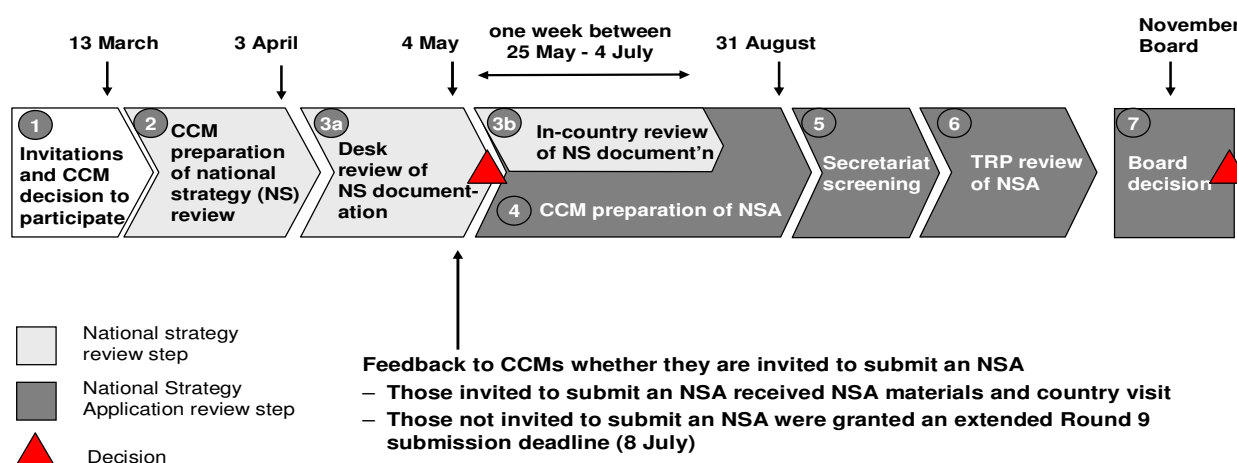 13 March
3 April
4 May
one week between
25 May - 4 July
31 August
November
Board
1
Invitations
and CCM
decision to
participate
2
CCM
preparation
of national
strategy (NS)
review
3a
Desk
review of
NS document-
ation
3b
In-country review
of NS document'n
4
CCM preparation of NSA
5
Secretariat
screening
6
TRP review
of NSA
7
Board
decision
National strategy
review step
National Strategy
Application review step
Decision
Feedback to CCMs whether they are invited to submit an NSA
– Those invited to submit an NSA received NSA materials and country visit
– Those not invited to submit an NSA were granted an extended Round 9
submission deadline (8 July)